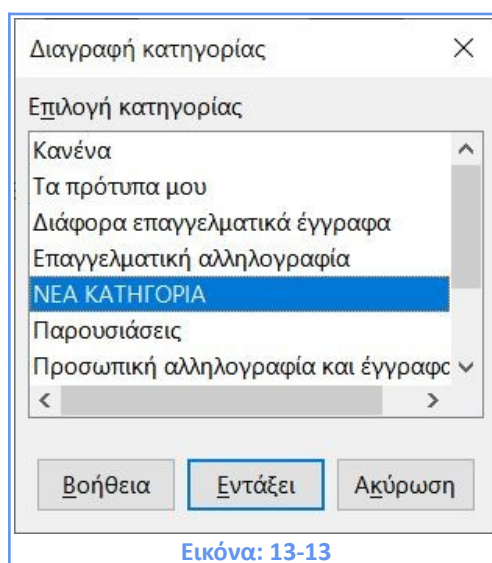 Διαγραφή κατηγορίας
Επιλογή κατηγορίας
Κανένα
Τα πρότυπα μου
Διάφορα επαγγελματικά έγγραφα
Επαγγελματική αλληλογραφία
ΝΕΑ ΚΑΤΗΓΟΡΙΑ
Παρουσιάσεις
Προσωπική αλληλογραφία και έγγραφα
Βοήθεια Εντάξει Ακύρωση
Εικόνα: 13-13